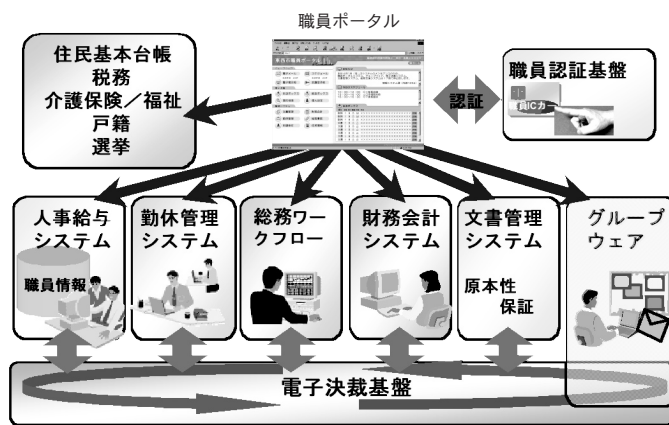 職員ポータル
住民基本台帳
税務
介護保険／福祉
戸籍
選挙
認証
職員認証基盤
職員ICカー
人事給与
システム
職員情報
勤休管理
システム
総務ワー
クフロー
財務会計
システム
文書管理
システム
原本性
保証
グループ
ウェア
電子決裁基盤